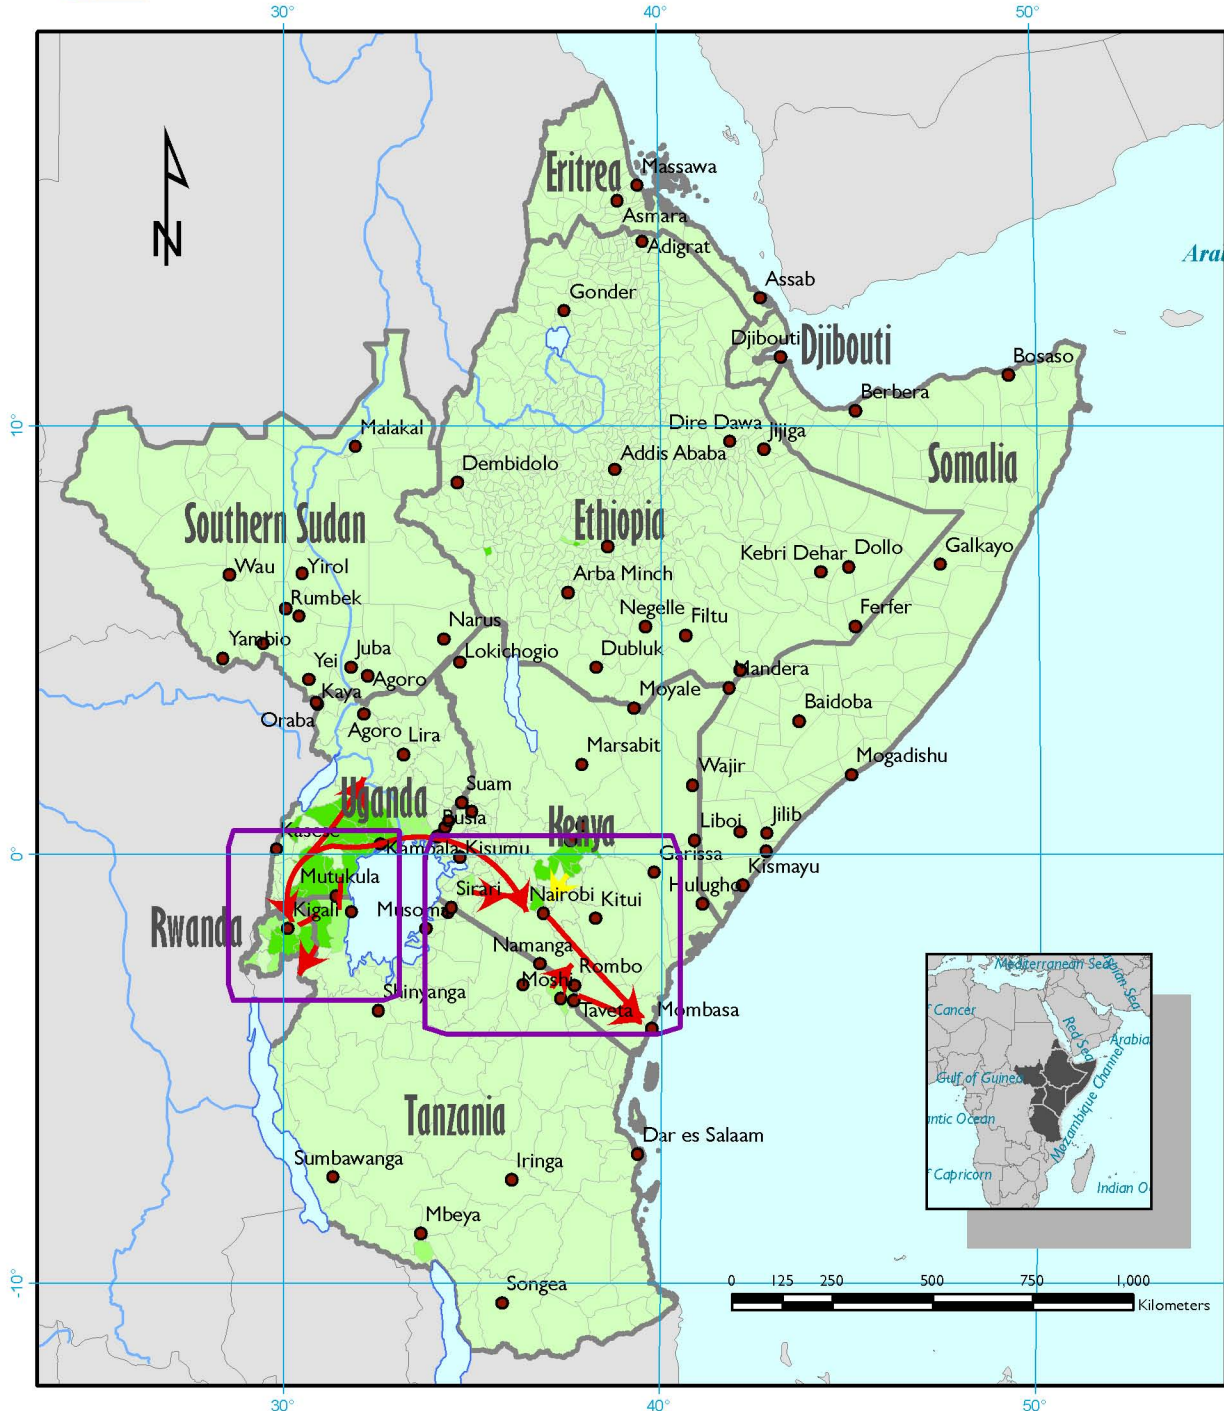 30°
40°
50°
N
Eritrea
Massawa
Asmara
Adigrat
Assab
Gonder
Djibouti
Djibouti
Bosaso
Berbera
10°
Malakal
Dire Dawa
Jijiga
Addis Ababa
Somalia
Dembidolo
Southern Sudan
Ethiopia
Kebri Dehar
Dollo
Galkayo
Wau
Yirol
Arba Minch
Rumbek
Negelle
Filtu
Ferfer
Yambio
Narus
Yei
Juba
Lokichogio
Dubluk
Mandera
Agoro
Kaya
Moyale
Oraba
Baidoba
Agoro
Lira
Marsabit
Wajir
Mogadishu
Uganda
Suam
Busia
Kenya
Liboi
Jilib
Kasese
0°
Kampala
Kisumu
Garissa
Kismayu
Mutukula
Sirari
Nairobi
Kitui
Hulugho
Kigali
Musoma
Rwanda
Namanga
Rombo
Moshi
Shinyanga
Taveta
Mombasa
Tanzania
Dar es Salaam
Sumbawanga
Iringa
Mbeya
-10°
Songea
Mediterranean Sea
Cancer
Red Sea
Gulf of Guinea
Mozambique Channel
antic Ocean
f Capricorn
0 125 250 500 750 1,000
Kilometers
30°
40°
50°